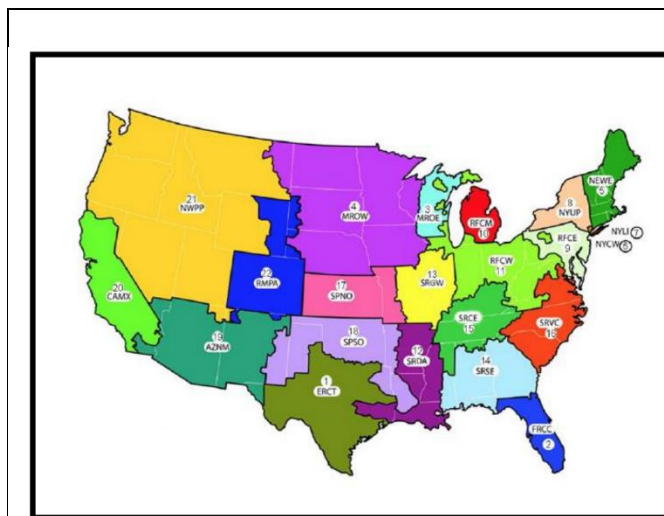 21
NWPP
4
MROW
3
MROE
RFCM
10
NEWE
5
8
NYUP
NYLI 7
NYCW 6
RFCE
9
RFCW
11
22
RMPA
17
SPNO
13
SRGW
20
CAMX
19
AZNM
18
SPSO
12
SRDA
SRCE
15
SRVC
16
14
SRSE
1
ERCT
FRCC
2